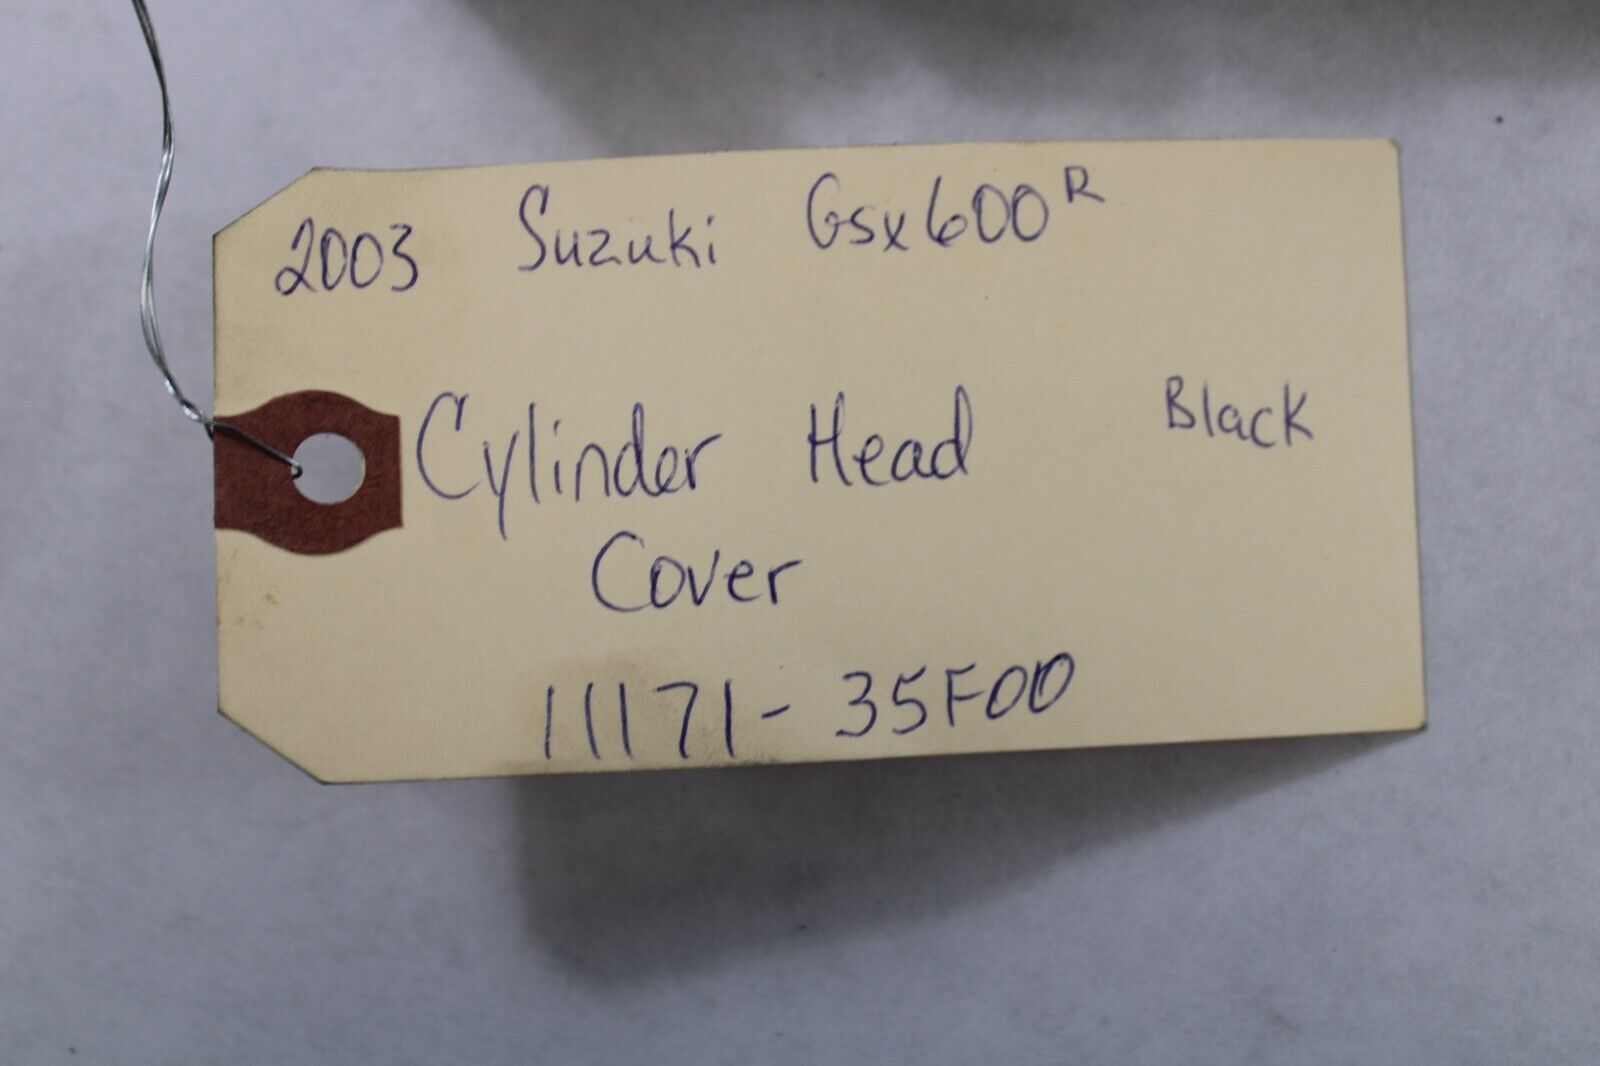 2003 Suzuki Gsx600R
Cylinder Head Black
Cover
11171-35F00